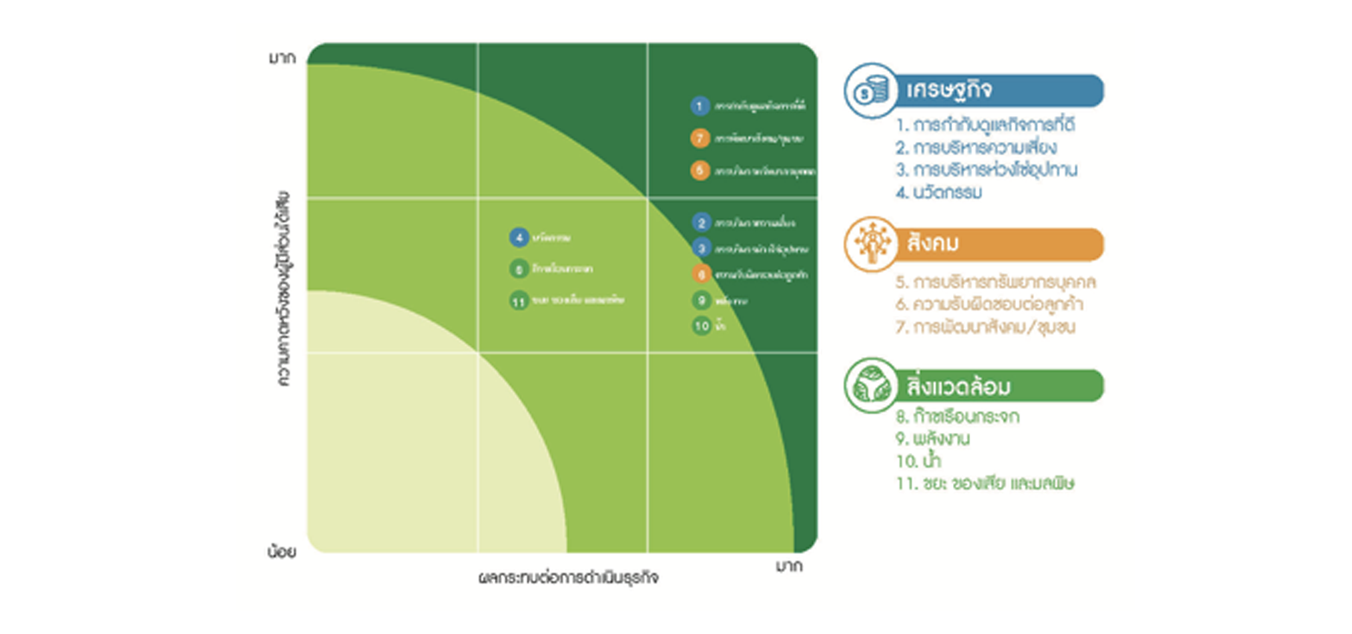 มาก
ความคาดหวังของผู้มีส่วนได้เสีย
น้อย
ผลกระทบต่อการดำเนินธุรกิจ
มาก
1 การกำกับดูแลกิจการที่ดี
7 การพัฒนาสังคม/ชุมชน
5 การบริหารทรัพยากรบุคคล
2 การบริหารความเสี่ยง
3 การบริหารห่วงโซ่อุปทาน
6 ความรับผิดชอบต่อลูกค้า
9 พลังงาน
10 น้ำ
4 นวัตกรรม
ก๊าซเรือนกระจก
11 ขยะ ของเสีย และมลพิษ
เศรษฐกิจ
1. การกำกับดูแลกิจการที่ดี
2. การบริหารความเสี่ยง
3. การบริหารห่วงโซ่อุปทาน
4. นวัตกรรม
สังคม
5. การบริหารทรัพยากรบุคคล
6. ความรับผิดชอบต่อลูกค้า
7. การพัฒนาสังคม/ชุมชน
สิ่งแวดล้อม
8. ก๊าซเรือนกระจก
9. พลังงาน
10. น้ำ
11. ขยะ ของเสีย และมลพิษ